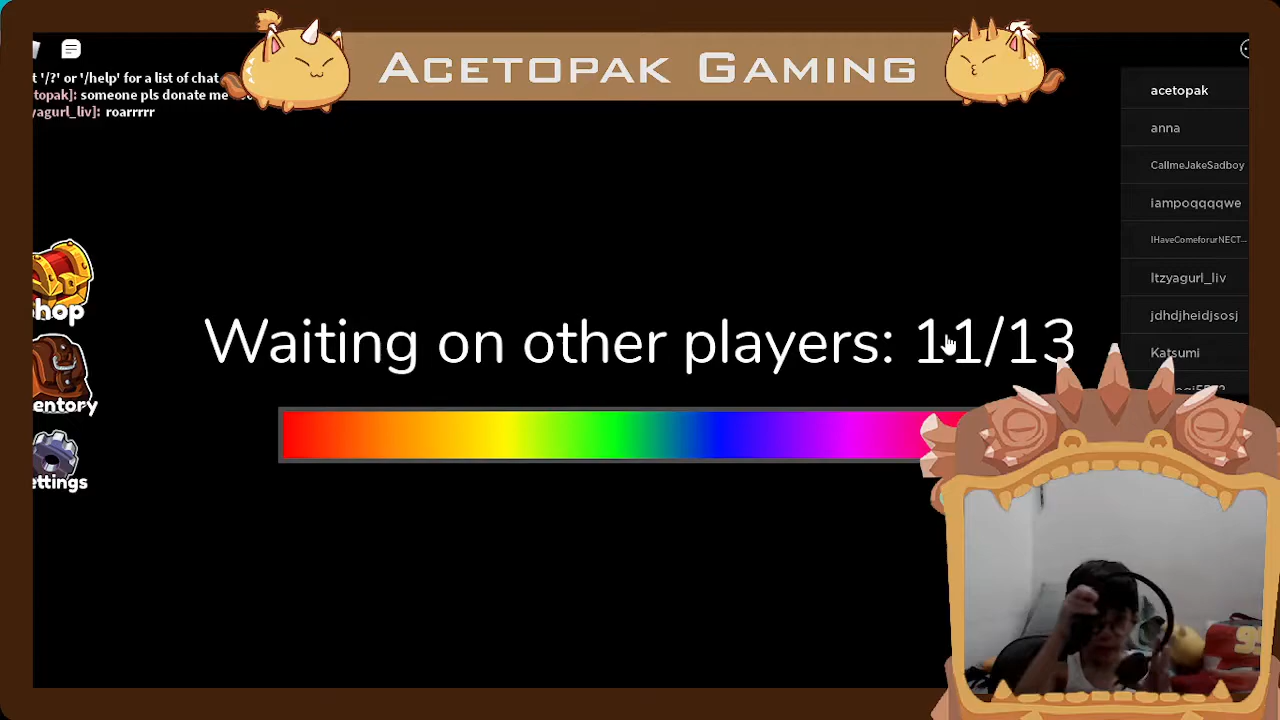 ACETOPAK GAMING
t '/?' or '/help' for a list of chat
topak]: someone pls donate me
yagurl_liv]: roarrrrr
acetopak
anna
CallmeJakeSadboy
iampoqqqqwe
IHaveComeforurNECT...
Itzyagurl_liv
jdhdjheidjsosj
Katsumi
hop
entory
ettings
Waiting on other players: 11/13